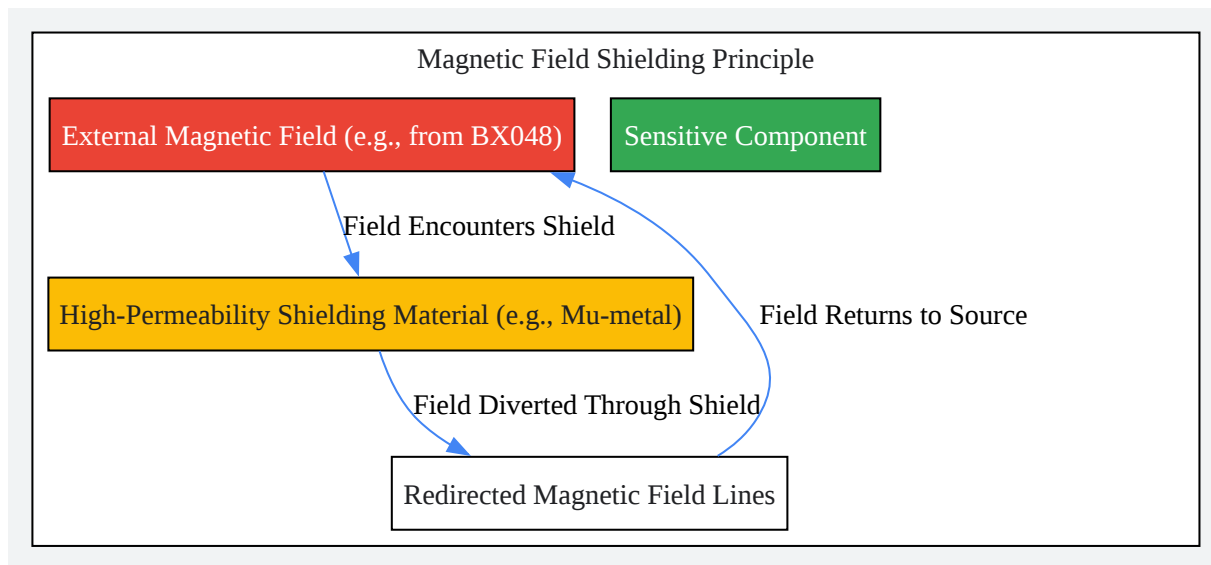 Magnetic Field Shielding Principle
External Magnetic Field (e.g., from BX048)
Sensitive Component
Field Encounters Shield
High-Permeability Shielding Material (e.g., Mu-metal)
Field Returns to Source
Field Diverted Through Shield
Redirected Magnetic Field Lines